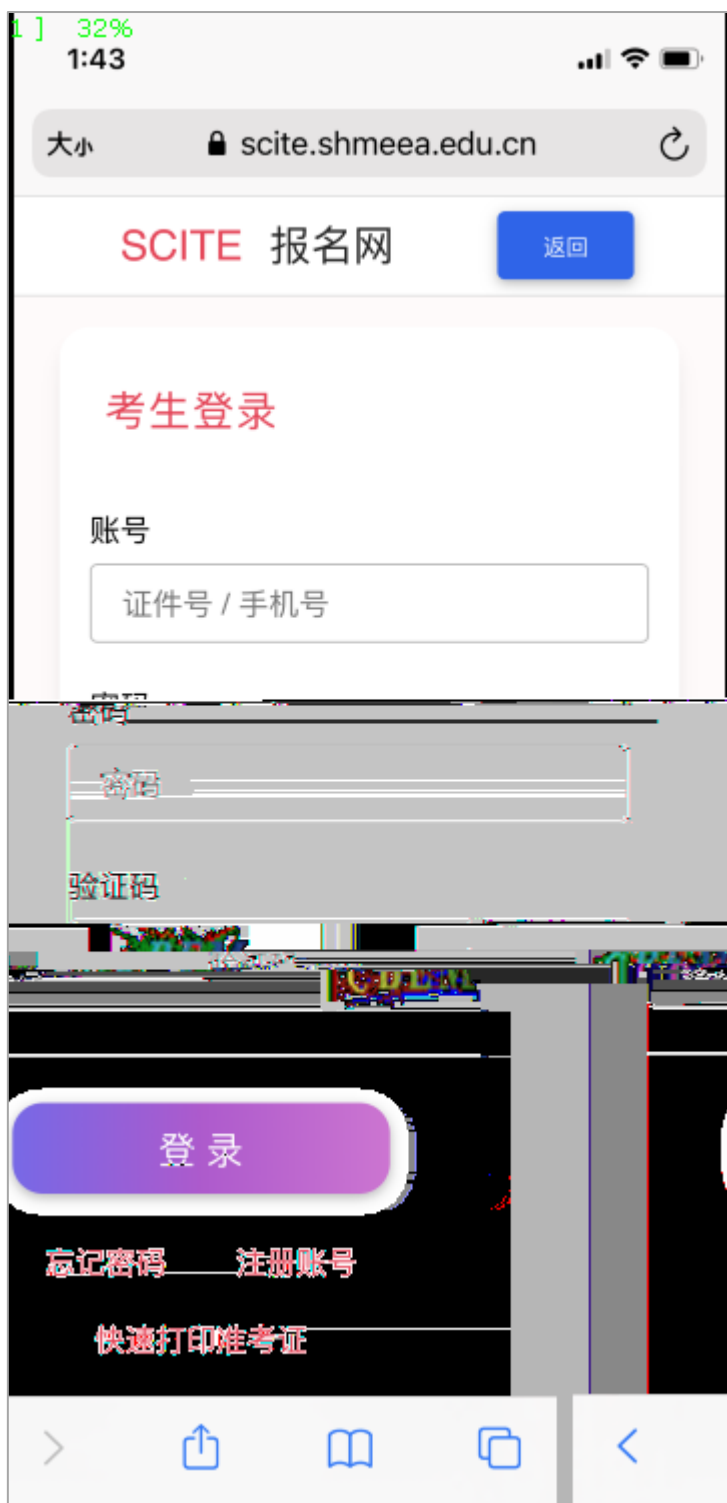 1 ] 32%
1:43
大小 scite.shmeea.edu.cn
SCITE 报名网 返回
考生登录
账号
证件号 / 手机号
密码
密码
验证码
登 录
忘记密码 注册账号
快速打印准考证